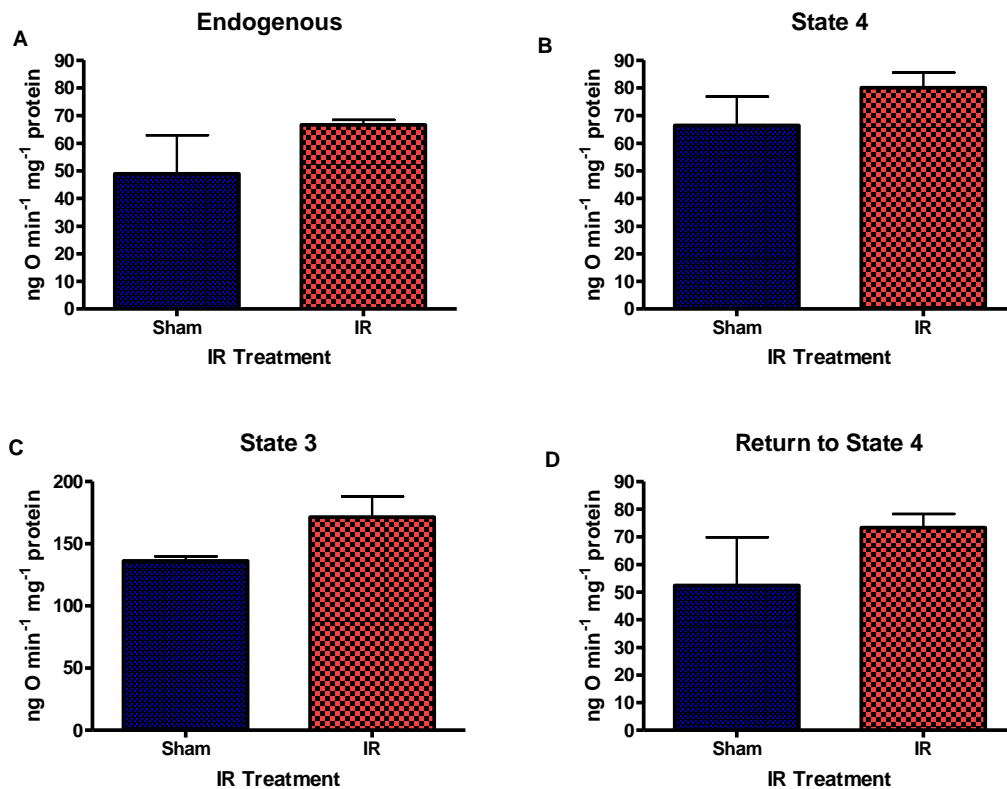 A
Endogenous
ng O min⁻¹ mg⁻¹ protein
90
80
70
60
50
40
30
20
10
0
Sham
IR
IR Treatment
B
State 4
ng O min⁻¹ mg⁻¹ protein
90
80
70
60
50
40
30
20
10
0
Sham
IR
IR Treatment
C
State 3
ng O min⁻¹ mg⁻¹ protein
200
150
100
50
0
Sham
IR
IR Treatment
D
Return to State 4
ng O min⁻¹ mg⁻¹ protein
90
80
70
60
50
40
30
20
10
0
Sham
IR
IR Treatment